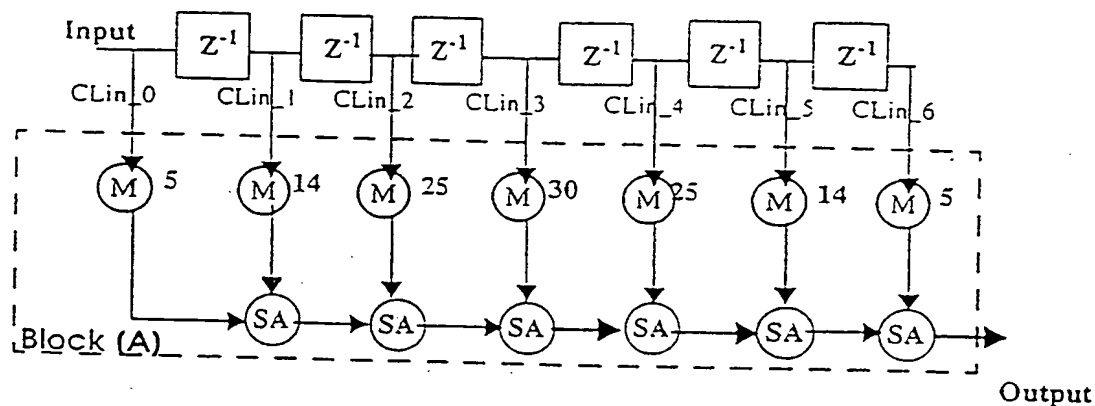 Input
Z⁻¹ Z⁻¹ Z⁻¹ Z⁻¹ Z⁻¹ Z⁻¹
CLin_0 CLin_1 CLin_2 CLin_3 CLin_4 CLin_5 CLin_6
M 5 M 14 M 25 M 30 M 25 M 14 M 5
SA SA SA SA SA SA
Block (A)
Output